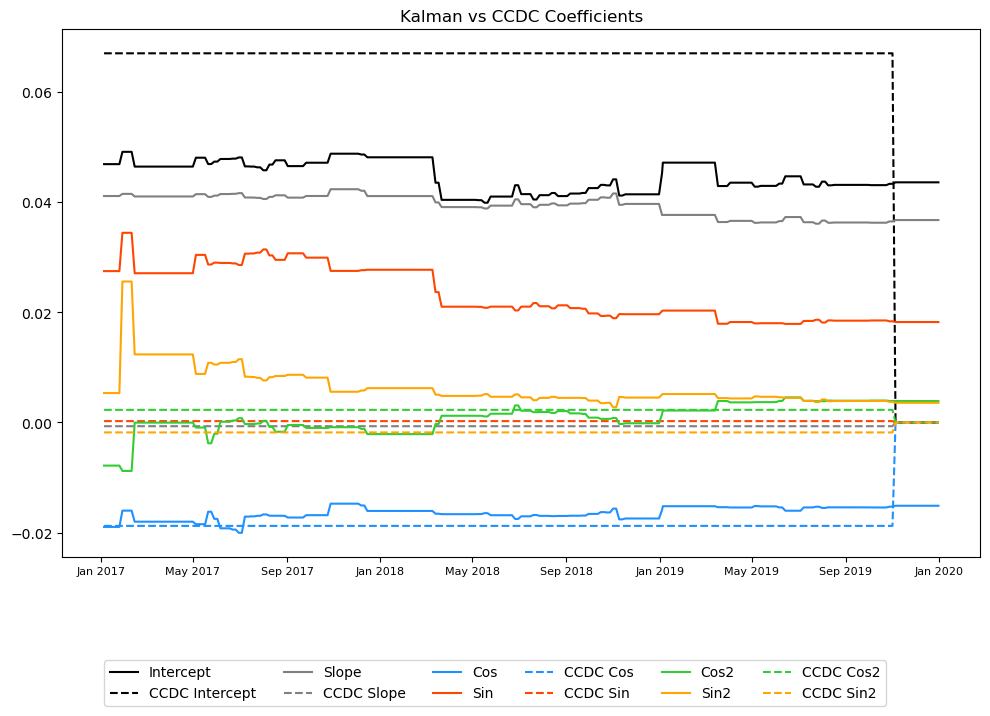 Kalman vs CCDC Coefficients
0.06
0.04
0.02
0.00
−0.02
Jan 2017 May 2017 Sep 2017 Jan 2018 May 2018 Sep 2018 Jan 2019 May 2019 Sep 2019 Jan 2020
Intercept Slope Cos CCDC Cos Cos2 CCDC Cos2
CCDC Intercept CCDC Slope Sin CCDC Sin Sin2 CCDC Sin2